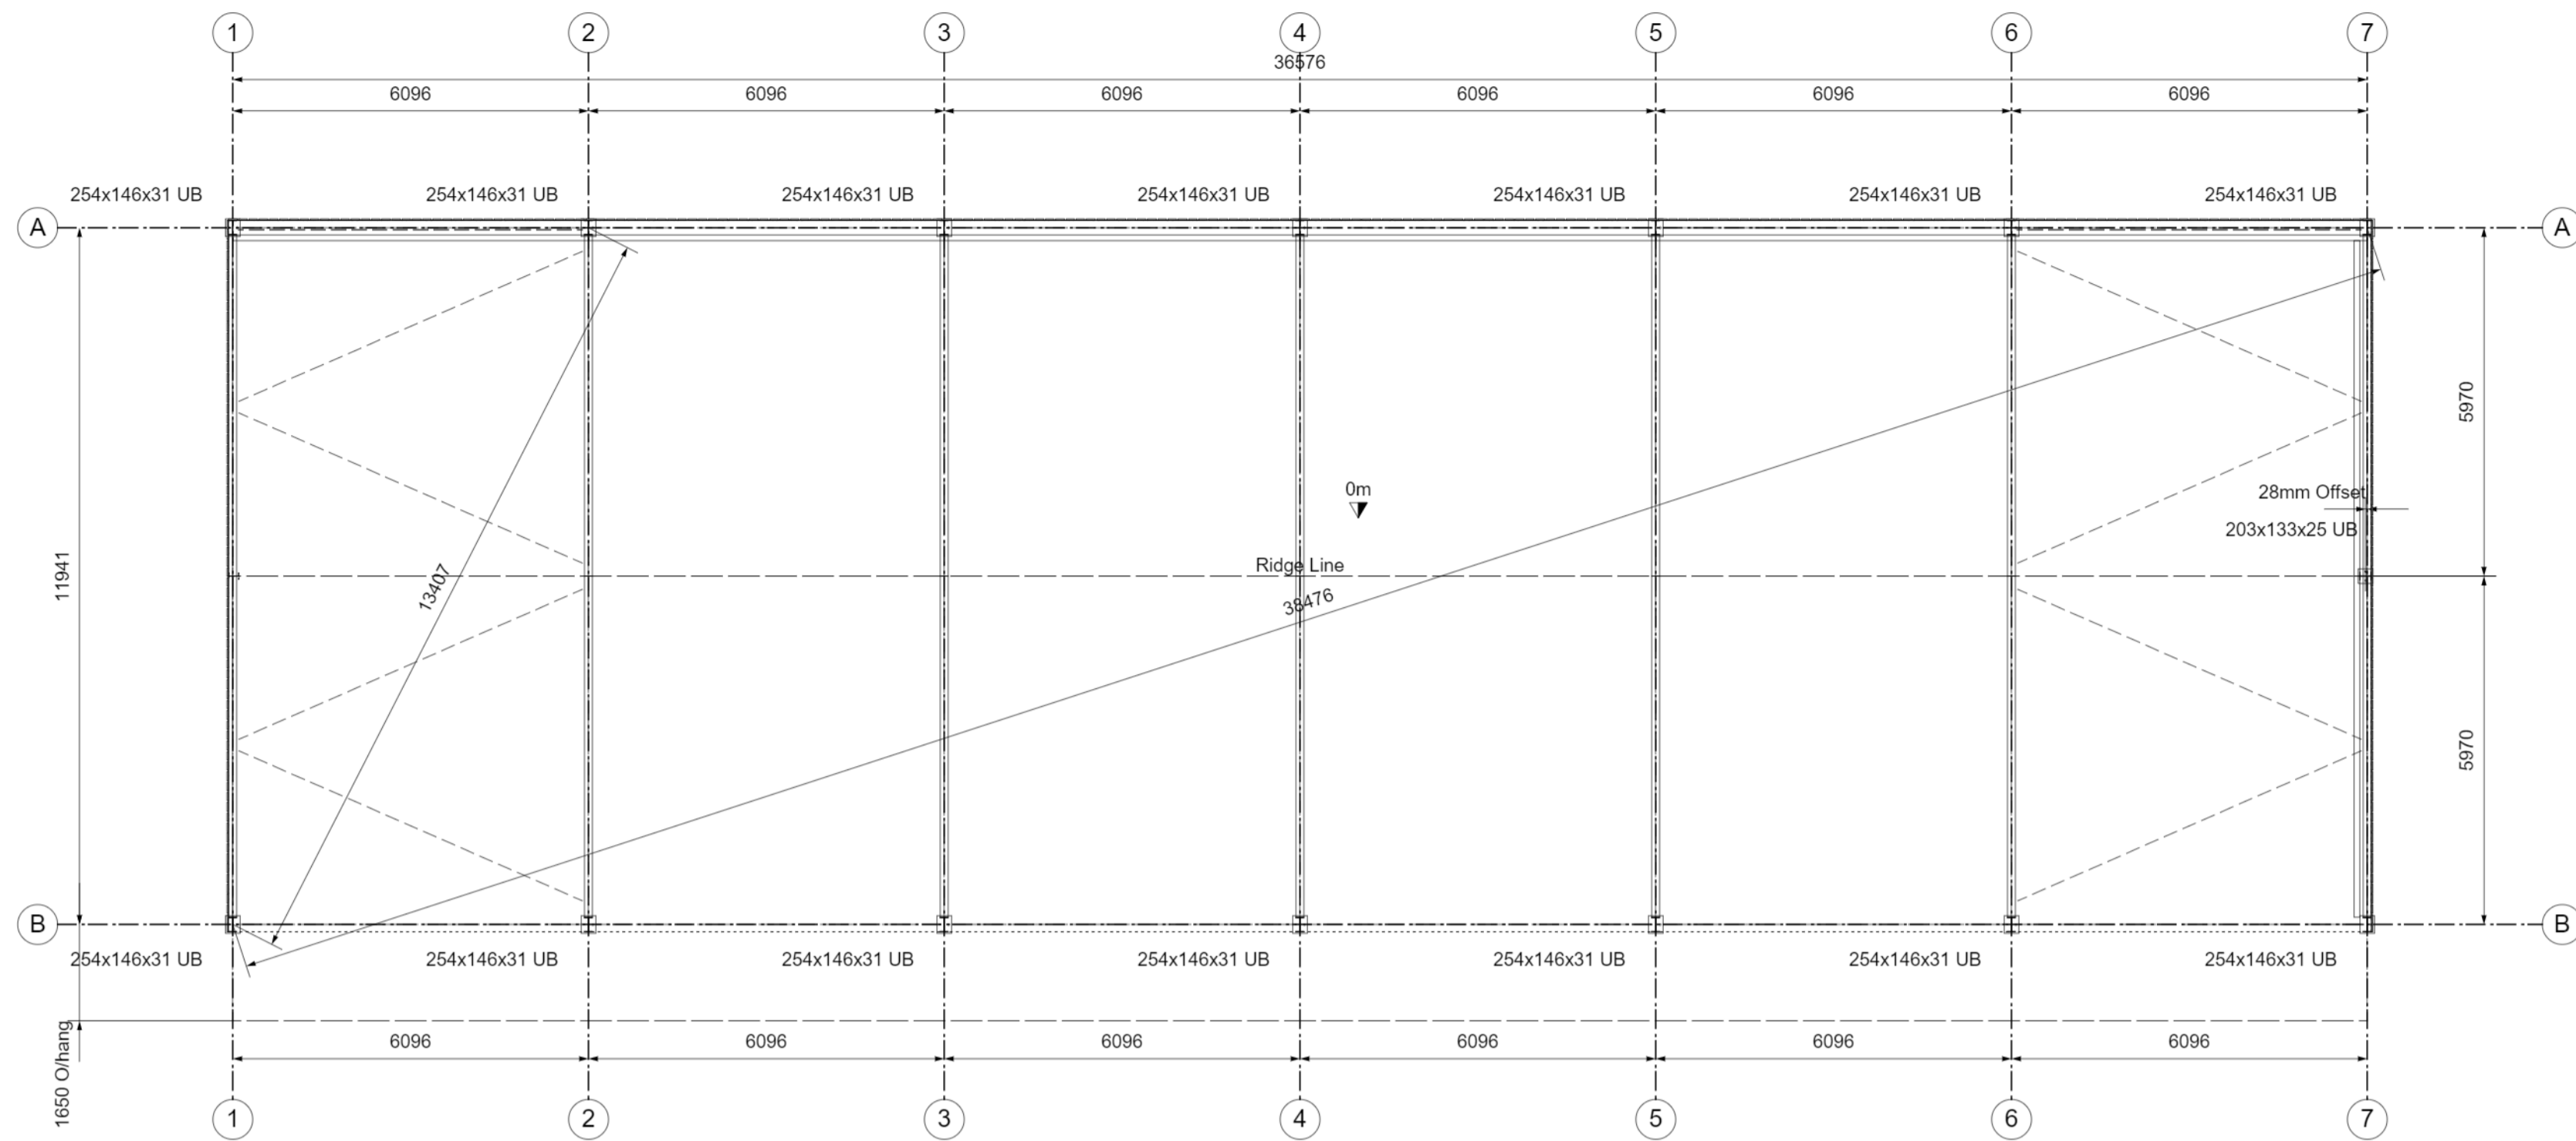 1 2 3 4 5 6 7
36576
6096 6096 6096 6096 6096 6096
254x146x31 UB 254x146x31 UB 254x146x31 UB 254x146x31 UB 254x146x31 UB 254x146x31 UB 254x146x31 UB
A A
5970
0m
28mm Offset
203x133x25 UB
Ridge Line
11941
13407
38476
5970
B B
254x146x31 UB 254x146x31 UB 254x146x31 UB 254x146x31 UB 254x146x31 UB 254x146x31 UB 254x146x31 UB
1650 O/hang
6096 6096 6096 6096 6096 6096
1 2 3 4 5 6 7